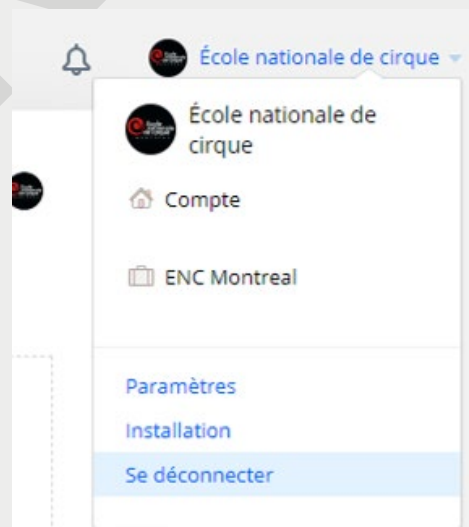 École nationale de cirque
École nationale de
cirque
Compte
ENC Montreal
Paramètres
Installation
Se déconnecter